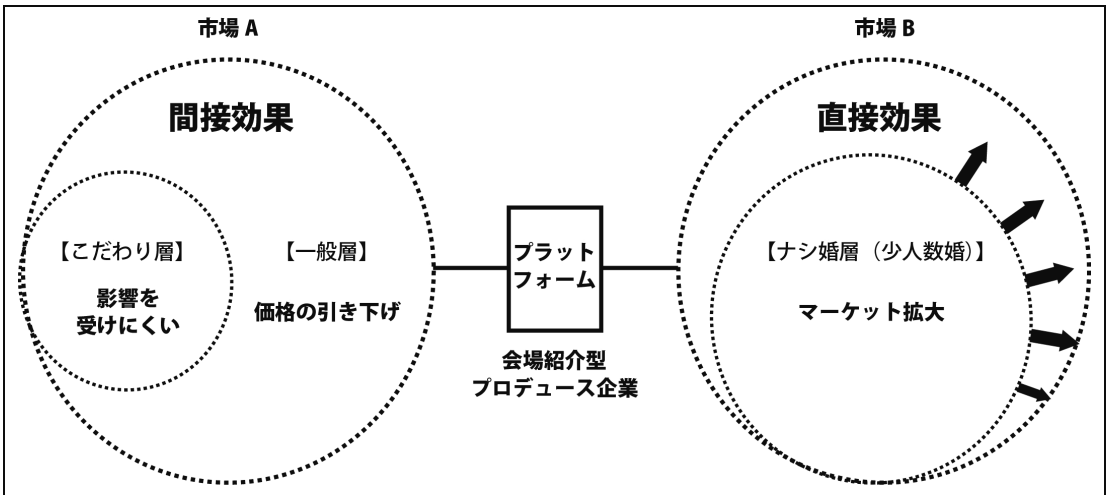 市場 A
間接効果
【こだわり層】
影響を
受けにくい
【一般層】
価格の引き下げ
プラット
フォーム
会場紹介型
プロデュース企業
市場 B
直接効果
【ナシ婚層（少人数婚）】
マーケット拡大